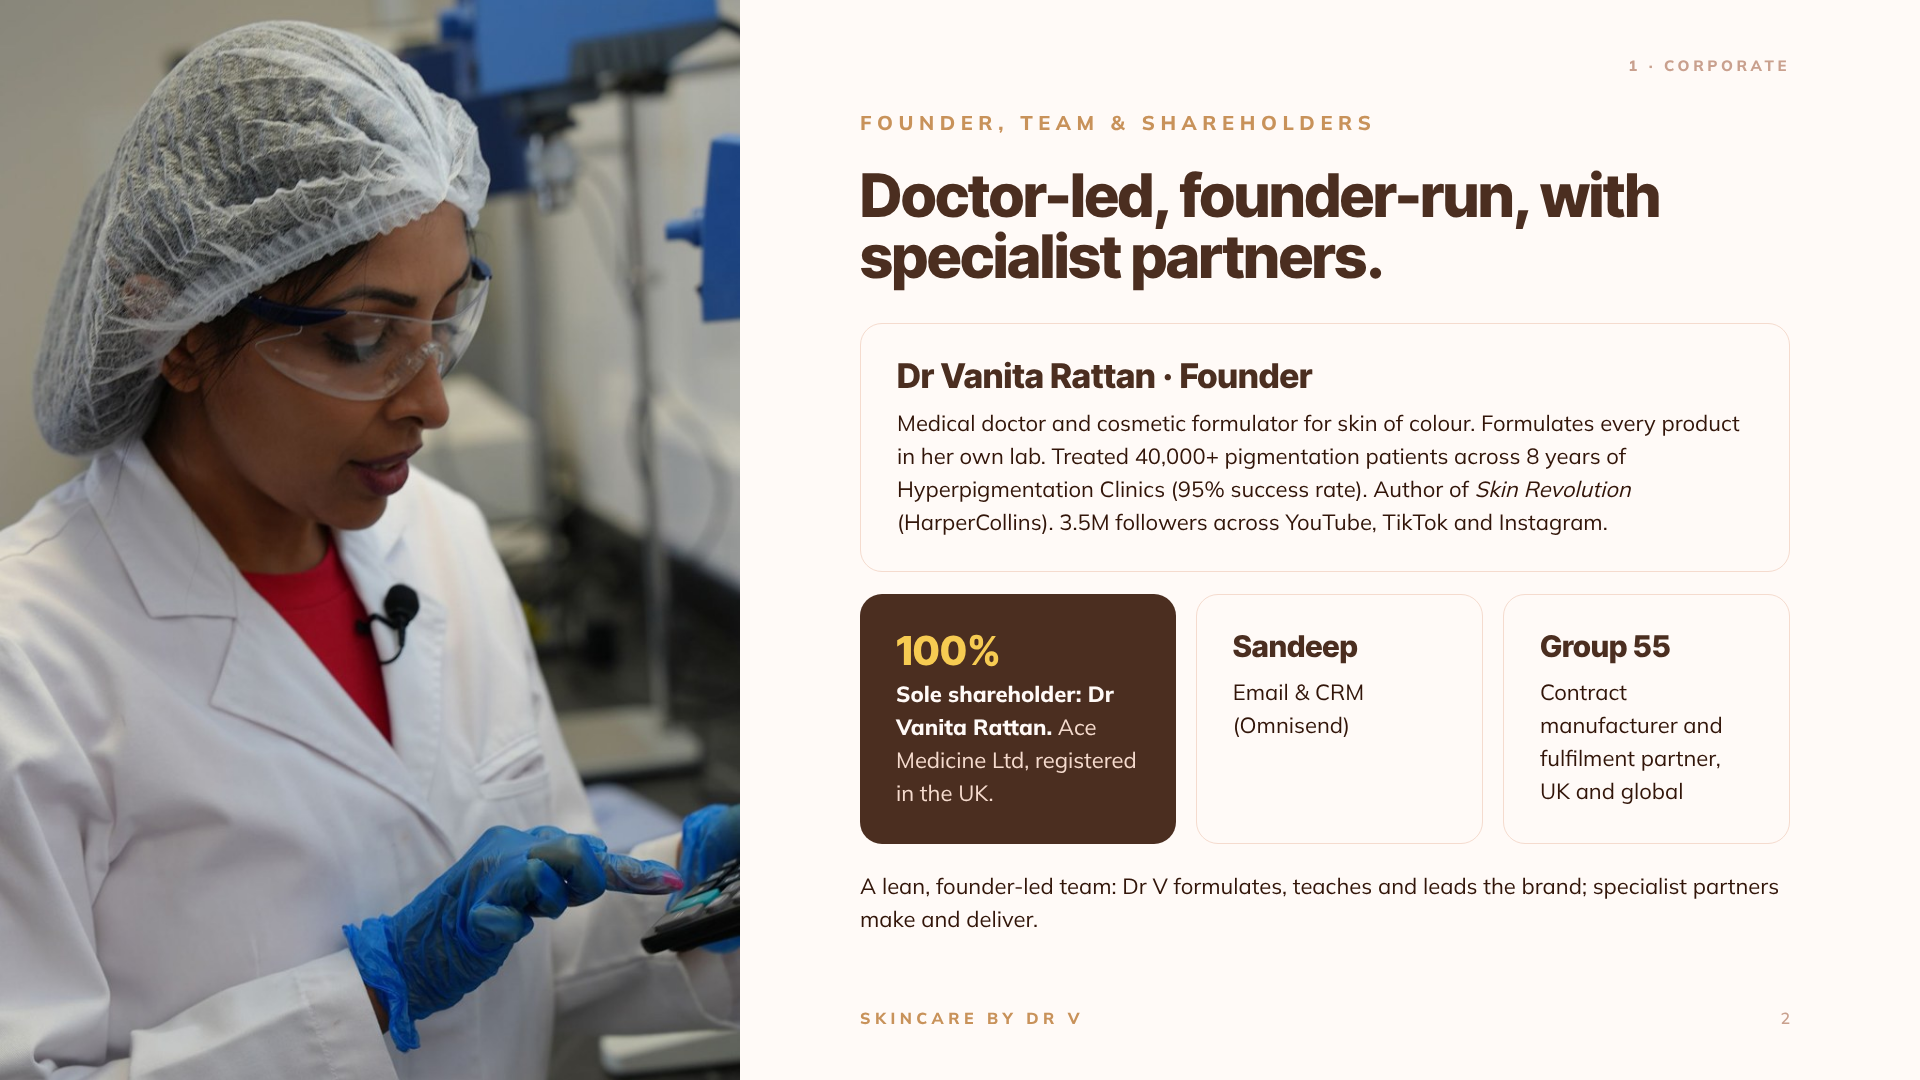 1 · CORPORATE
FOUNDER, TEAM & SHAREHOLDERS
Doctor-led, founder-run, with
specialist partners.
Dr Vanita Rattan · Founder
Medical doctor and cosmetic formulator for skin of colour. Formulates every product
in her own lab. Treated 40,000+ pigmentation patients across 8 years of
Hyperpigmentation Clinics (95% success rate). Author of Skin Revolution
(HarperCollins). 3.5M followers across YouTube, TikTok and Instagram.
100%
Sole shareholder: Dr
Vanita Rattan. Ace
Medicine Ltd, registered
in the UK.
Sandeep
Email & CRM
(Omnisend)
Group 55
Contract
manufacturer and
fulfilment partner,
UK and global
A lean, founder-led team: Dr V formulates, teaches and leads the brand; specialist partners
make and deliver.
SKINCARE BY DR V
2